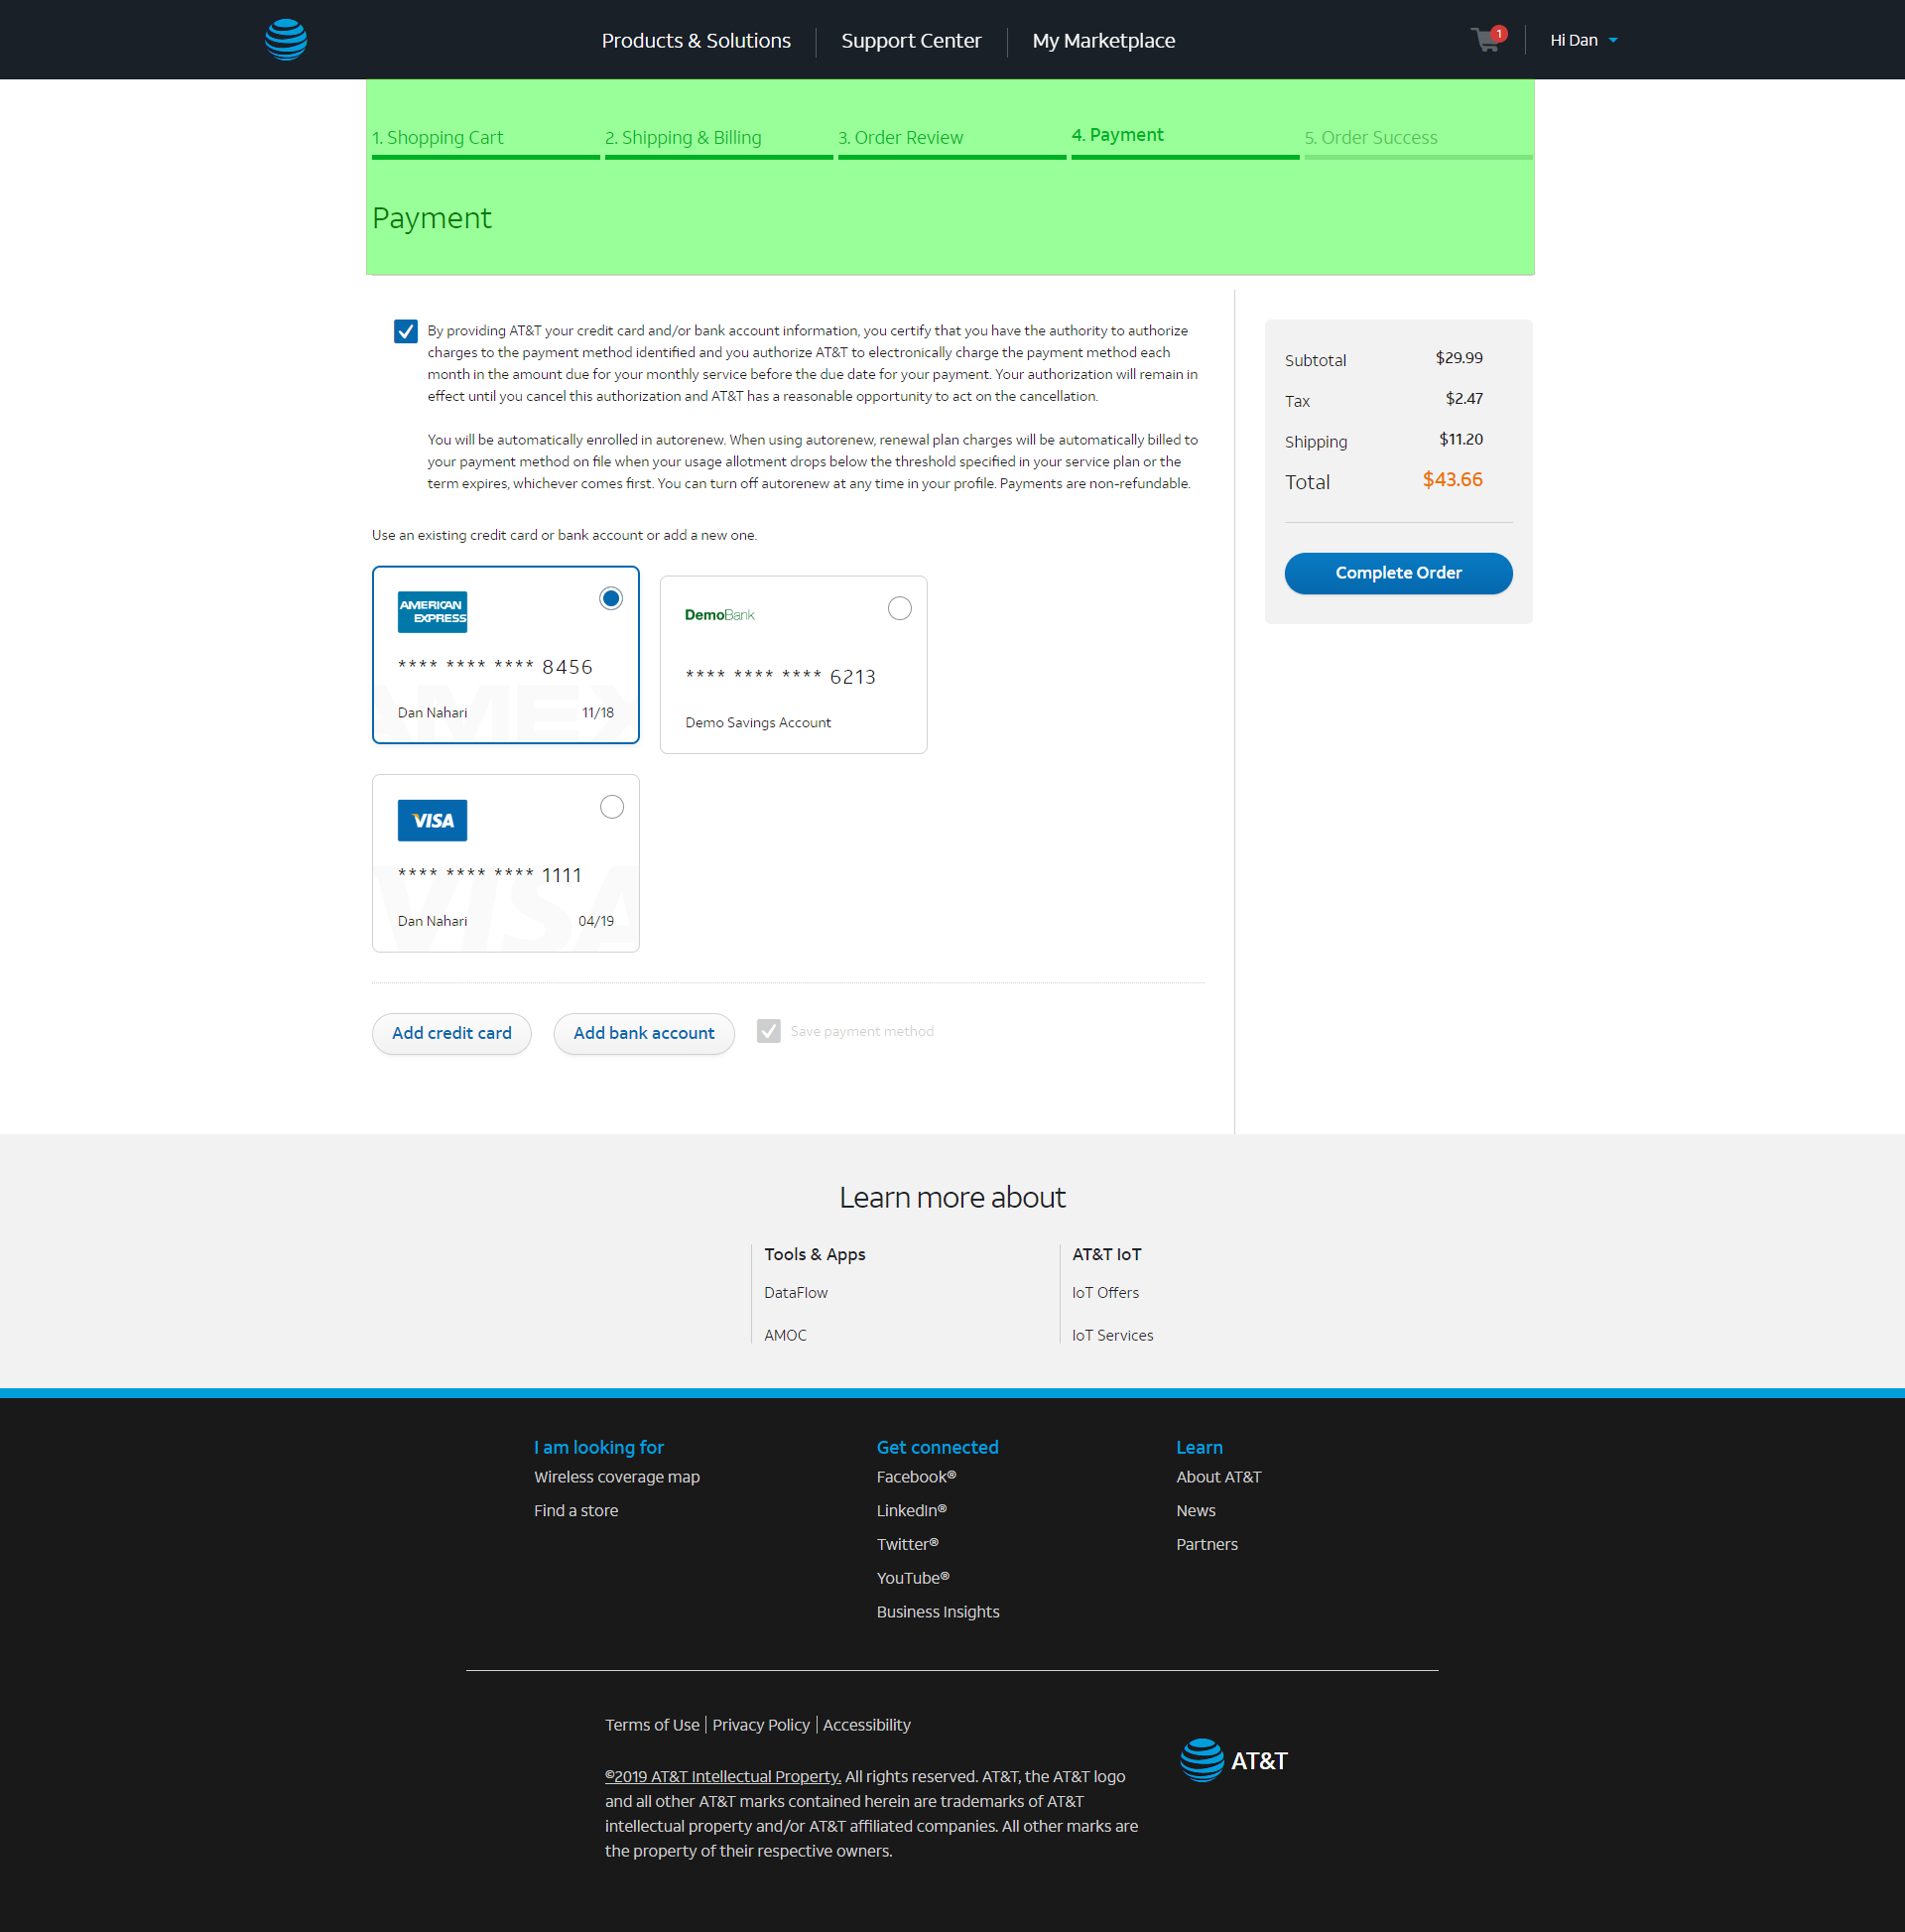 Products & Solutions
Support Center
My Marketplace
1
Hi Dan
1. Shopping Cart
2. Shipping & Billing
3. Order Review
4. Payment
5. Order Success
Payment
By providing AT&T your credit card and/or bank account information, you certify that you have the authority to authorize
charges to the payment method identified and you authorize AT&T to electronically charge the payment method each
month in the amount due for your monthly service before the due date for your payment. Your authorization will remain in
effect until you cancel this authorization and AT&T has a reasonable opportunity to act on the cancellation.
You will be automatically enrolled in autorenew. When using autorenew, renewal plan charges will be automatically billed to
your payment method on file when your usage allotment drops below the threshold specified in your service plan or the
term expires, whichever comes first. You can turn off autorenew at any time in your profile. Payments are non-refundable.
Subtotal $29.99
Tax $2.47
Shipping $11.20
Total $43.66
Complete Order
Use an existing credit card or bank account or add a new one.
AMERICAN
EXPRESS
**** **** **** 8456
Dan Nahari 11/18
AMEX
DemoBank
**** **** **** 6213
Demo Savings Account
VISA
**** **** **** 1111
Dan Nahari 04/19
VISA
Add credit card
Add bank account
Save payment method
Learn more about
Tools & Apps
DataFlow
AMOC
AT&T IoT
IoT Offers
IoT Services
I am looking for
Wireless coverage map
Find a store
Get connected
Facebook®
LinkedIn®
Twitter®
YouTube®
Business Insights
Learn
About AT&T
News
Partners
Terms of Use | Privacy Policy | Accessibility
©2019 AT&T Intellectual Property. All rights reserved. AT&T, the AT&T logo
and all other AT&T marks contained herein are trademarks of AT&T
intellectual property and/or AT&T affiliated companies. All other marks are
the property of their respective owners.
AT&T